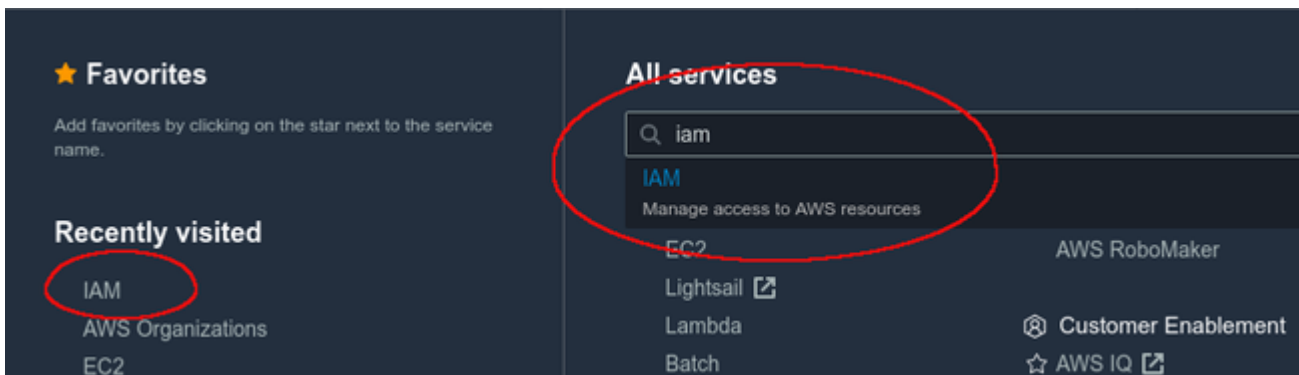 Favorites
Add favorites by clicking on the star next to the service
name.
Recently visited
IAM
AWS Organizations
EC2
All services
iam
IAM
Manage access to AWS resources
EC2
Lightsail
Lambda
Batch
AWS RoboMaker
Customer Enablement
AWS IQ